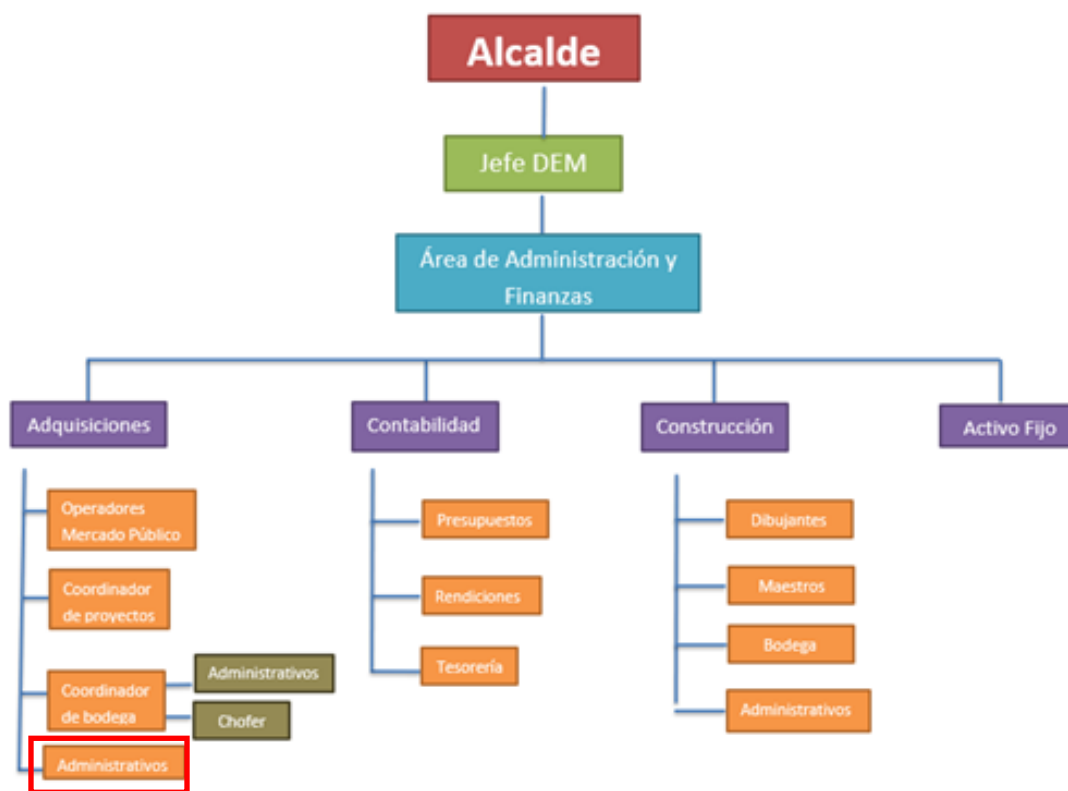 Alcalde
Jefe DEM
Área de Administración y
Finanzas
Adquisiciones
Contabilidad
Construcción
Activo Fijo
Operadores
Mercado Público
Coordinador
de proyectos
Coordinador
de bodega
Administrativos
Chofer
Administrativos
Presupuestos
Rendiciones
Tesorería
Dibujantes
Maestros
Bodega
Administrativos